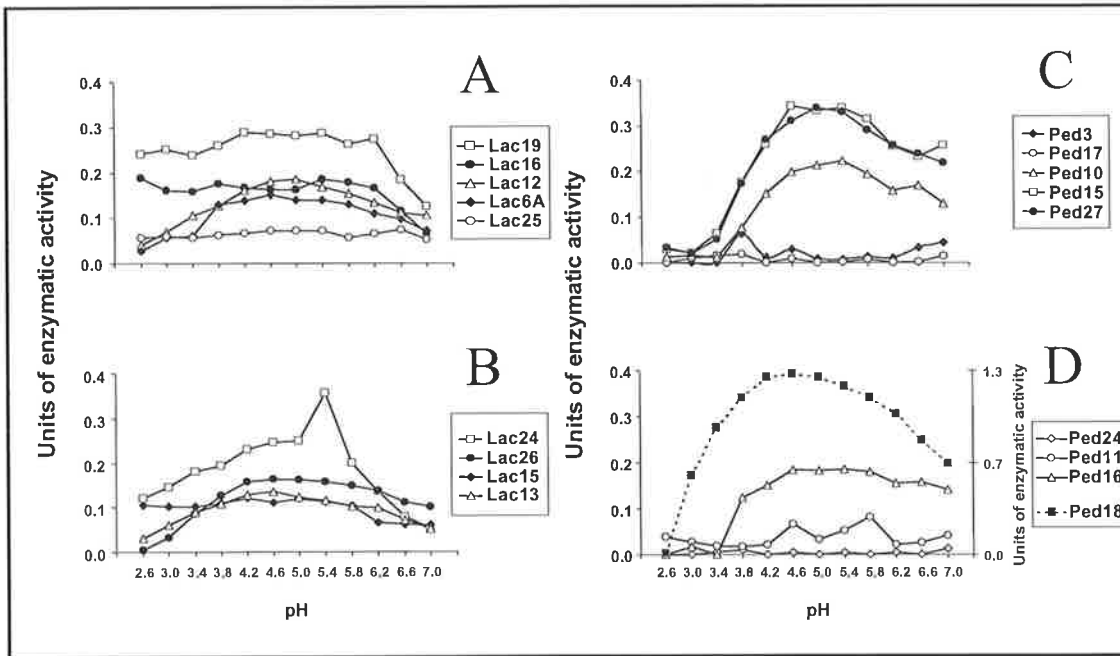 A
Units of enzymatic activity
0.4
0.3
0.2
0.1
0.0
Lac19
Lac16
Lac12
Lac6A
Lac25
B
0.4
0.3
0.2
0.1
0.0
Lac24
Lac26
Lac15
Lac13
2.6 3.0 3.4 3.8 4.2 4.6 5.0 5.4 5.8 6.2 6.6 7.0
pH
C
Units of enzymatic activity
0.4
0.3
0.2
0.1
0.0
Ped3
Ped17
Ped10
Ped15
Ped27
D
0.4
0.3
0.2
0.1
0.0
1.3
0.7
0.0
Units of enzymatic activity
Ped24
Ped11
Ped16
Ped18
2.6 3.0 3.4 3.8 4.2 4.6 5.0 5.4 5.8 6.2 6.6 7.0
pH